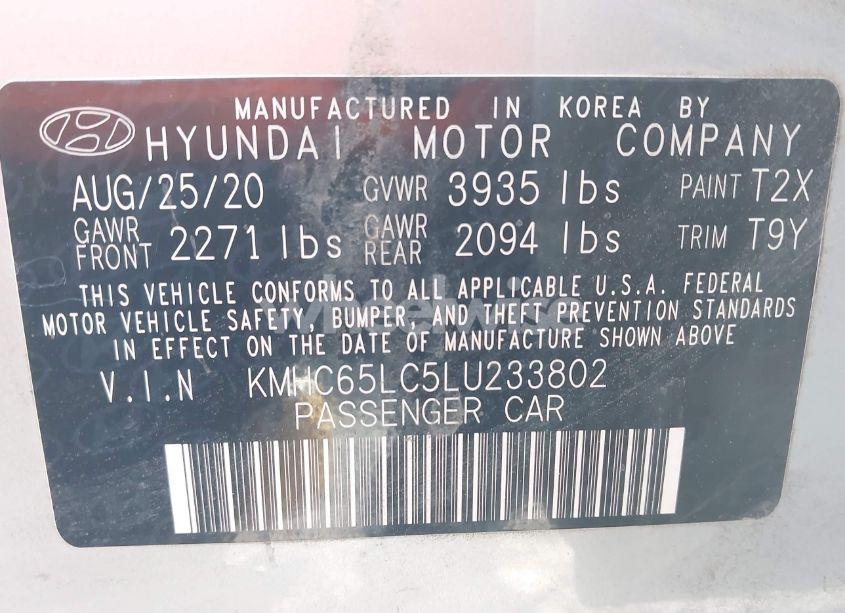 MANUFACTURED IN KOREA BY
HYUNDAI MOTOR COMPANY
AUG/25/20 GVWR 3935 lbs PAINT T2X
GAWR FRONT 2271 lbs GAWR REAR 2094 lbs TRIM T9Y
THIS VEHICLE CONFORMS TO ALL APPLICABLE U.S.A. FEDERAL
MOTOR VEHICLE SAFETY, BUMPER, AND THEFT PREVENTION STANDARDS
IN EFFECT ON THE DATE OF MANUFACTURE SHOWN ABOVE
V.I.N KMHC65LC5LU233802
PASSENGER CAR